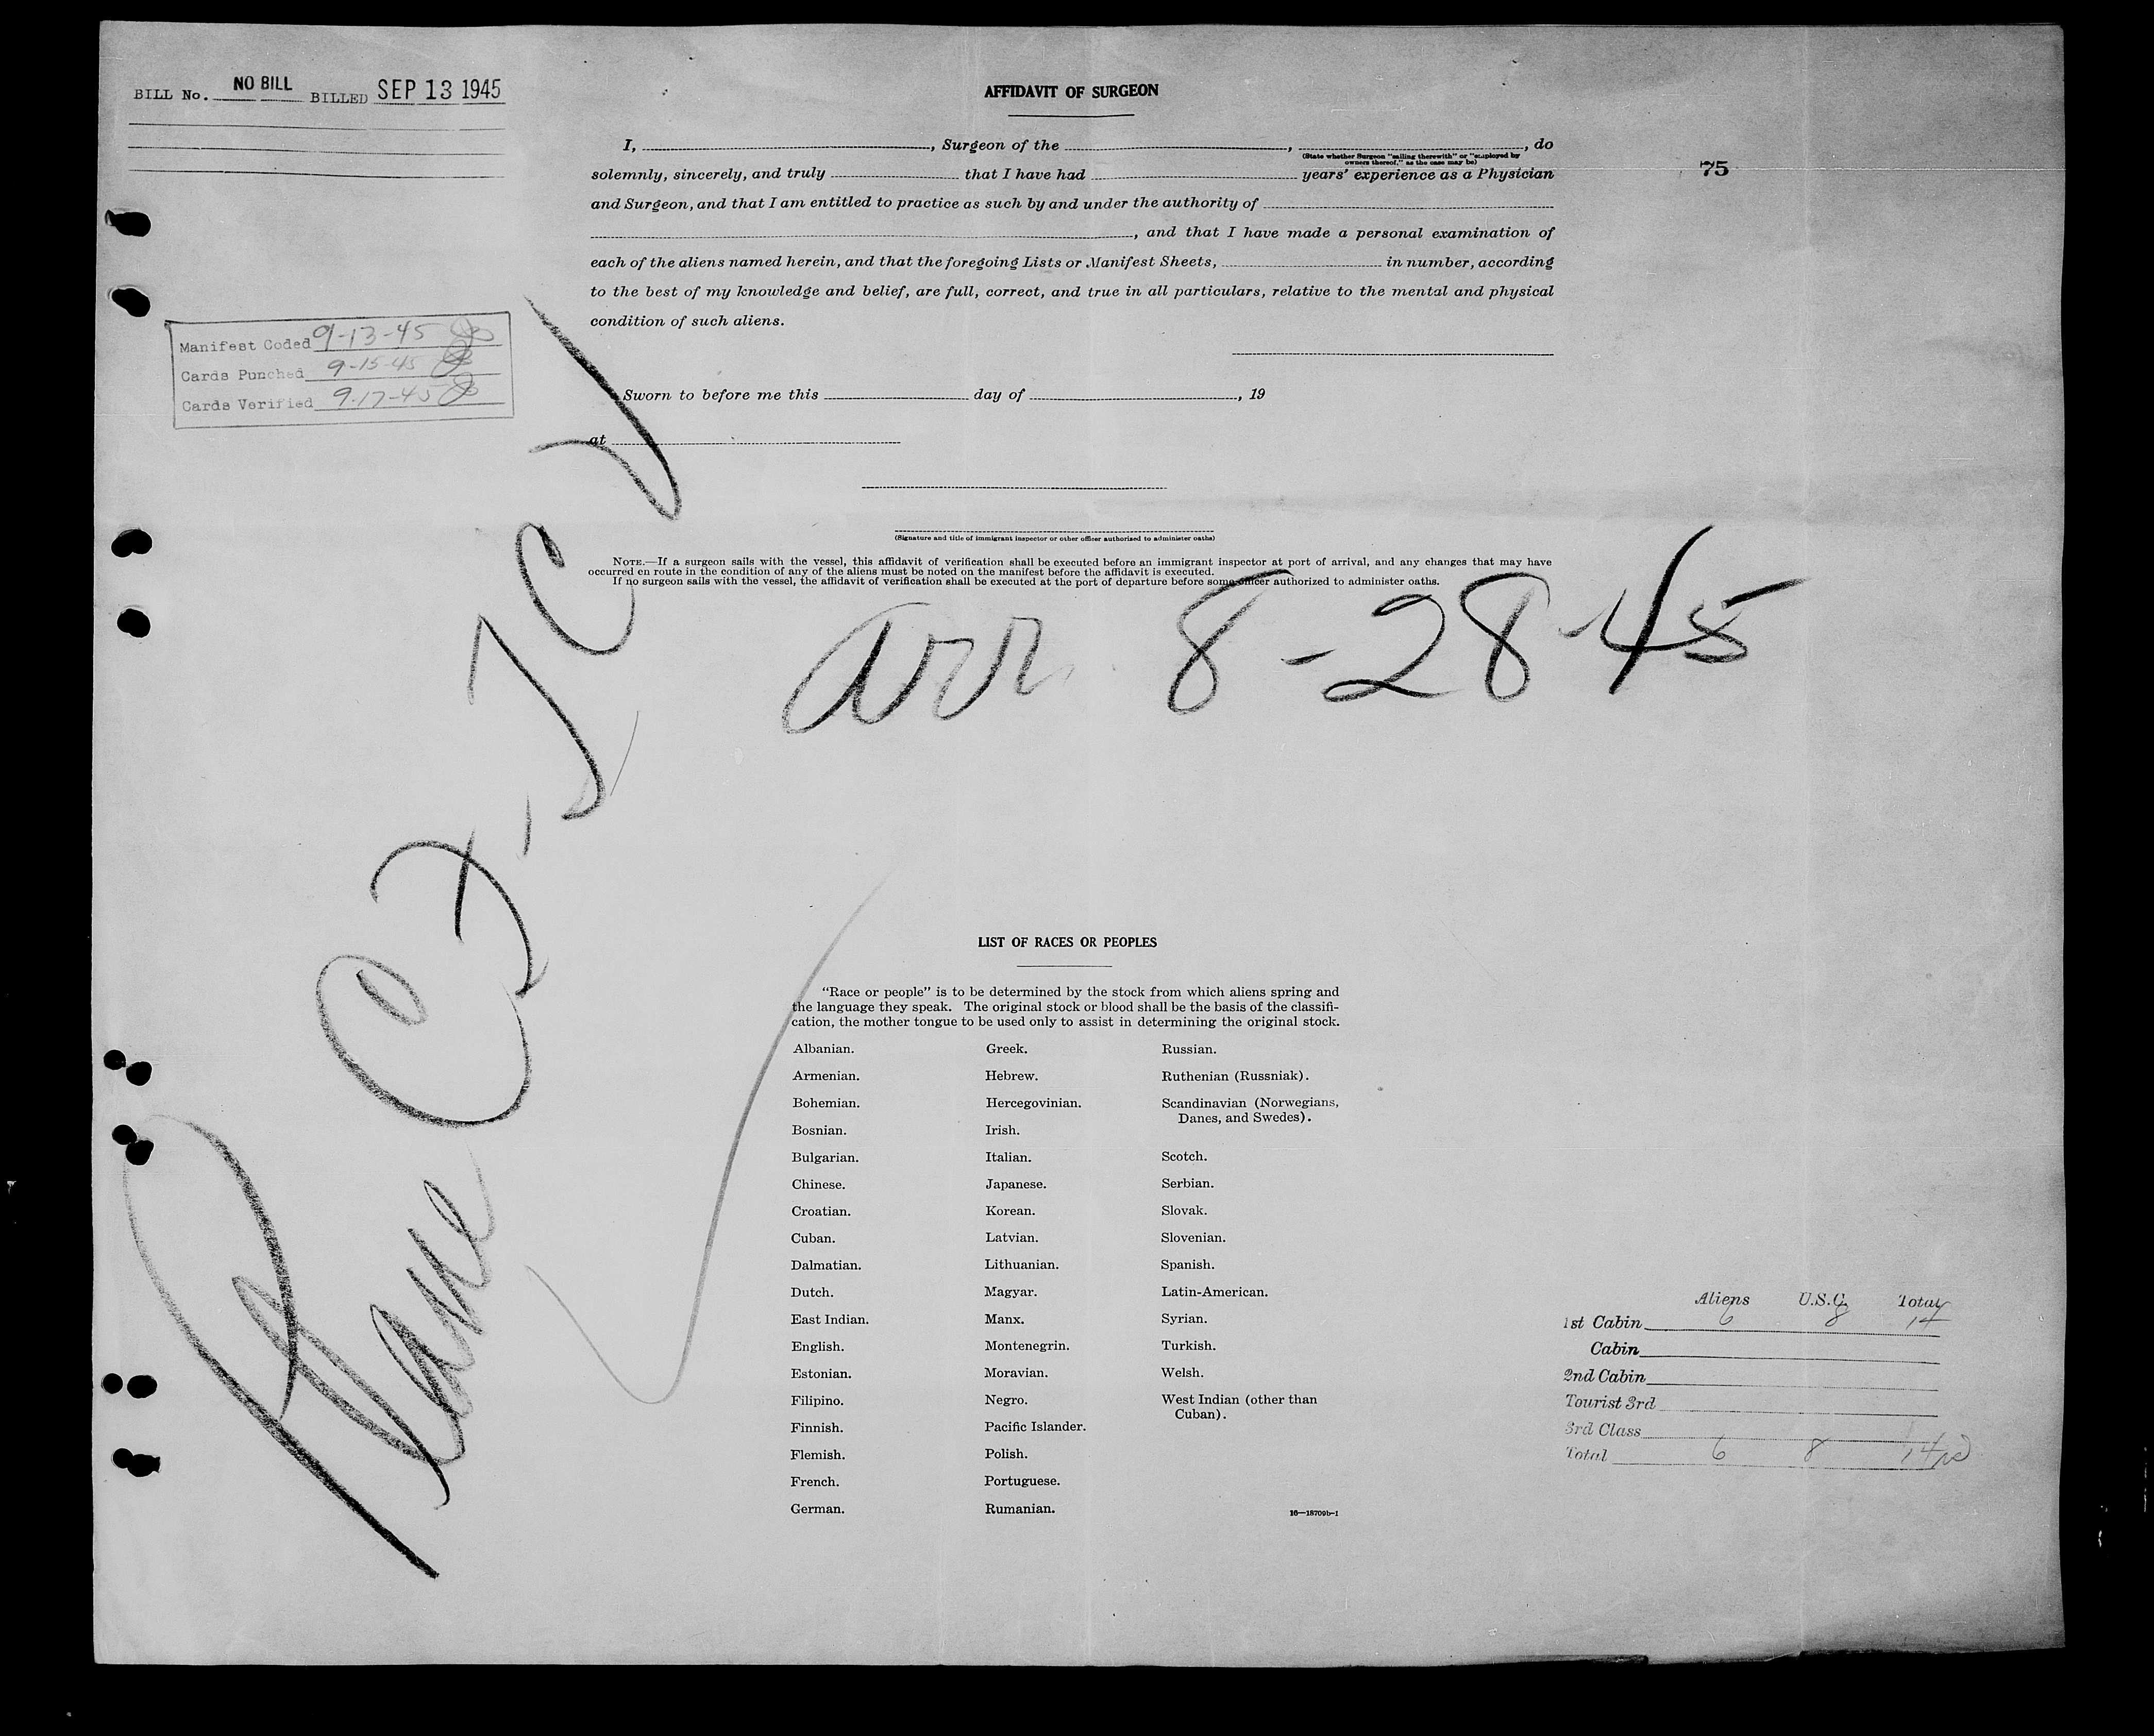 BILL No. NO BILL BILLED SEP 13 1945
AFFIDAVIT OF SURGEON
I, , Surgeon of the , , do
(State whether Surgeon "sailing therewith" or "employed by
owners thereof," as the case may be)
solemnly, sincerely, and truly that I have had years' experience as a Physician
75
and Surgeon, and that I am entitled to practice as such by and under the authority of
, and that I have made a personal examination of
each of the aliens named herein, and that the foregoing Lists or Manifest Sheets, in number, according
to the best of my knowledge and belief, are full, correct, and true in all particulars, relative to the mental and physical
condition of such aliens.
Manifest Coded 9-13-45
Cards Punched 9-15-45
Cards Verified 9-17-45
Sworn to before me this day of , 19
at
(Signature and title of immigrant inspector or other officer authorized to administer oaths)
NOTE.—If a surgeon sails with the vessel, this affidavit of verification shall be executed before an immigrant inspector at port of arrival, and any changes that may have
occurred en route in the condition of any of the aliens must be noted on the manifest before the affidavit is executed.
If no surgeon sails with the vessel, the affidavit of verification shall be executed at the port of departure before some officer authorized to administer oaths.
arr. 8-28-45
Plane
LIST OF RACES OR PEOPLES
"Race or people" is to be determined by the stock from which aliens spring and
the language they speak. The original stock or blood shall be the basis of the classifi-
cation, the mother tongue to be used only to assist in determining the original stock.
Albanian.
Armenian.
Bohemian.
Bosnian.
Bulgarian.
Chinese.
Croatian.
Cuban.
Dalmatian.
Dutch.
East Indian.
English.
Estonian.
Filipino.
Finnish.
Flemish.
French.
German.
Greek.
Hebrew.
Hercegovinian.
Irish.
Italian.
Japanese.
Korean.
Latvian.
Lithuanian.
Magyar.
Manx.
Montenegrin.
Moravian.
Negro.
Pacific Islander.
Polish.
Portuguese.
Rumanian.
Russian.
Ruthenian (Russniak).
Scandinavian (Norwegians,
Danes, and Swedes).
Scotch.
Serbian.
Slovak.
Slovenian.
Spanish.
Latin-American.
Syrian.
Turkish.
Welsh.
West Indian (other than
Cuban).
16—18709b-1
Aliens U.S.C. Total
1st Cabin 6 8 14
Cabin
2nd Cabin
Tourist 3rd
3rd Class
Total 6 8 14